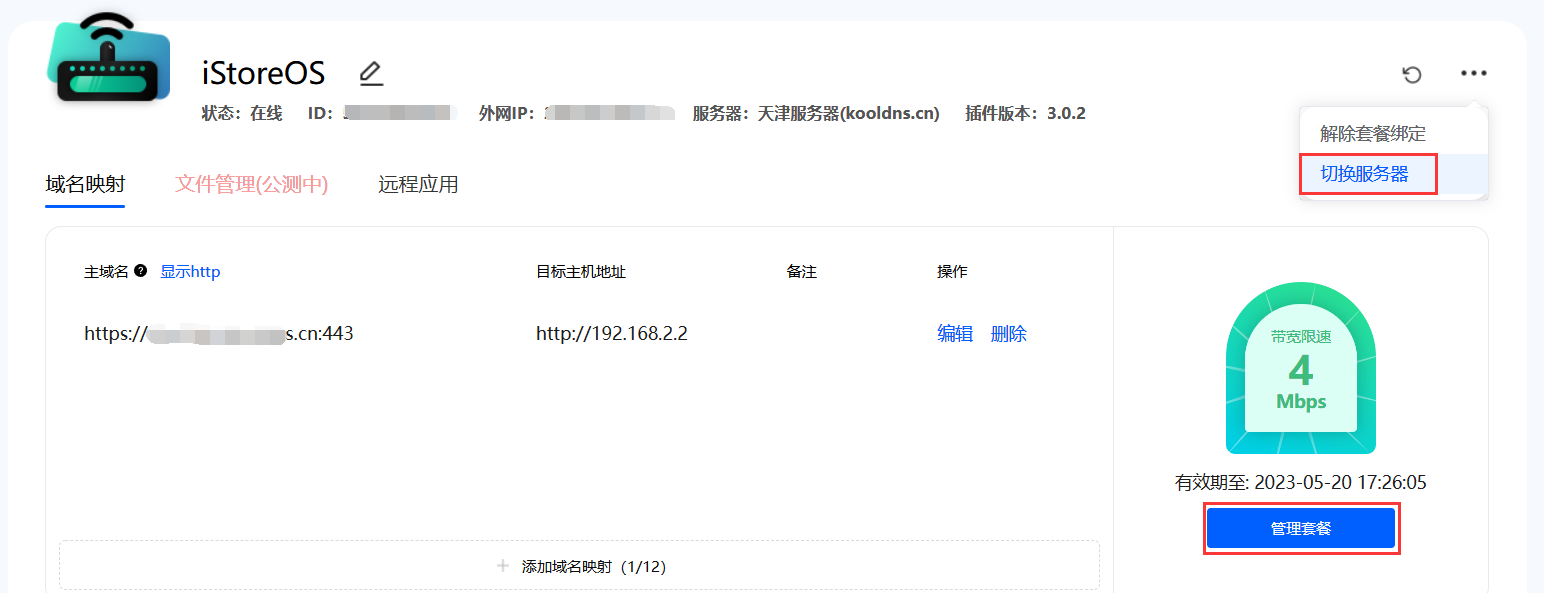 iStoreOS
状态：在线 ID： 外网IP： 服务器：天津服务器(kooldns.cn) 插件版本：3.0.2
解除套餐绑定
切换服务器
域名映射 文件管理(公测中) 远程应用
主域名 ? 显示http 目标主机地址 备注 操作
https:// s.cn:443 http://192.168.2.2 编辑 删除
带宽限速
4
Mbps
有效期至: 2023-05-20 17:26:05
管理套餐
+ 添加域名映射（1/12）